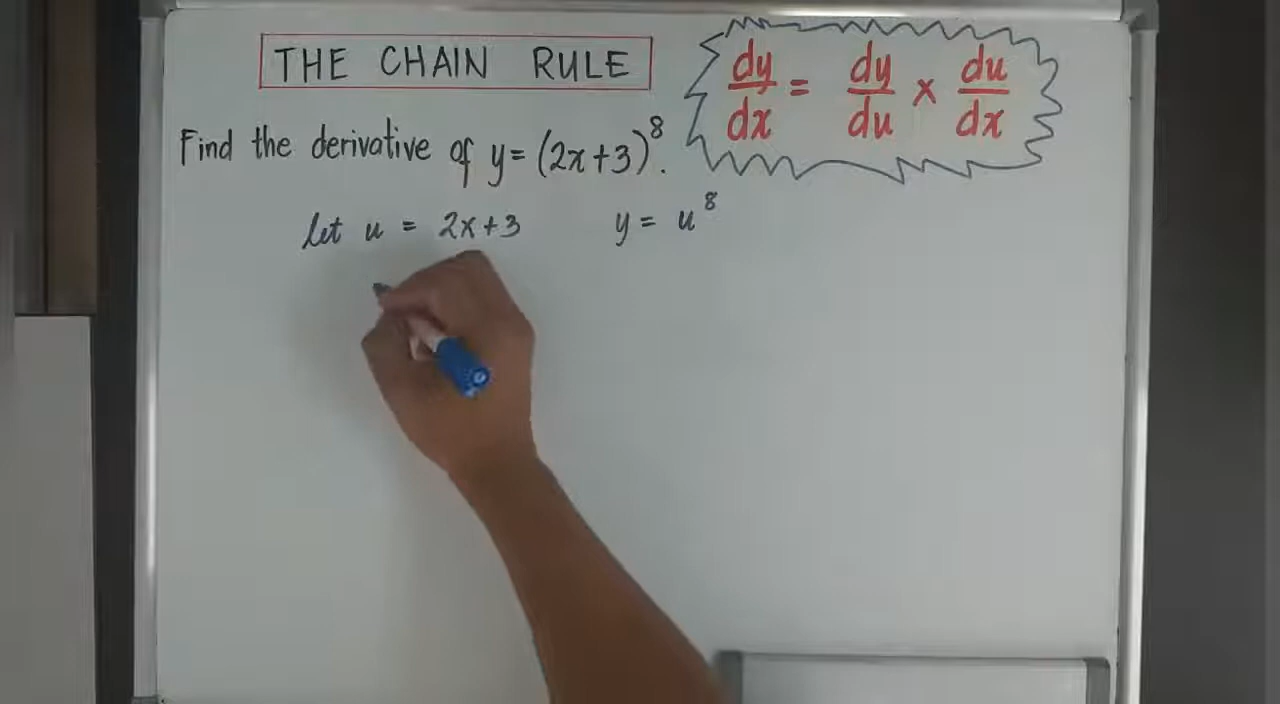 THE CHAIN RULE
dy/dx = dy/du × du/dx
Find the derivative of y = (2x+3)⁸.
let u = 2x+3 y = u⁸